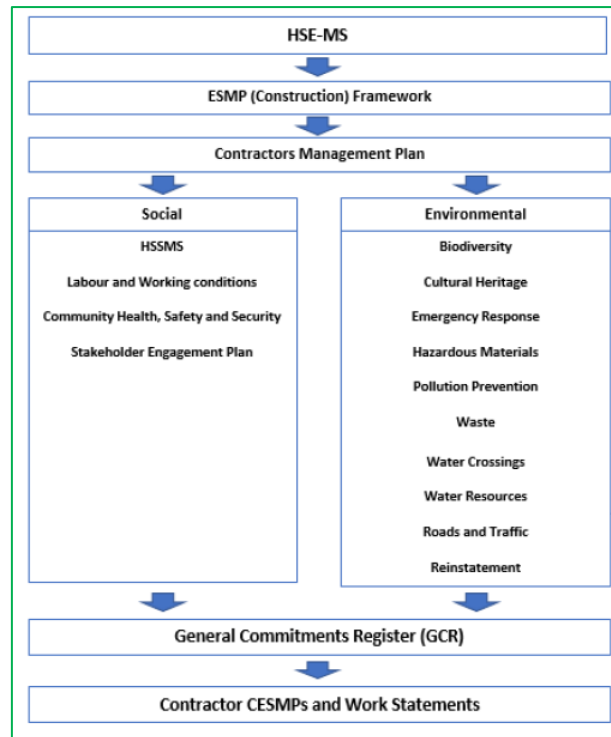 HSE-MS
ESMP (Construction) Framework
Contractors Management Plan
Social
HSSMS
Labour and Working conditions
Community Health, Safety and Security
Stakeholder Engagement Plan
Environmental
Biodiversity
Cultural Heritage
Emergency Response
Hazardous Materials
Pollution Prevention
Waste
Water Crossings
Water Resources
Roads and Traffic
Reinstatement
General Commitments Register (GCR)
Contractor CESMPs and Work Statements